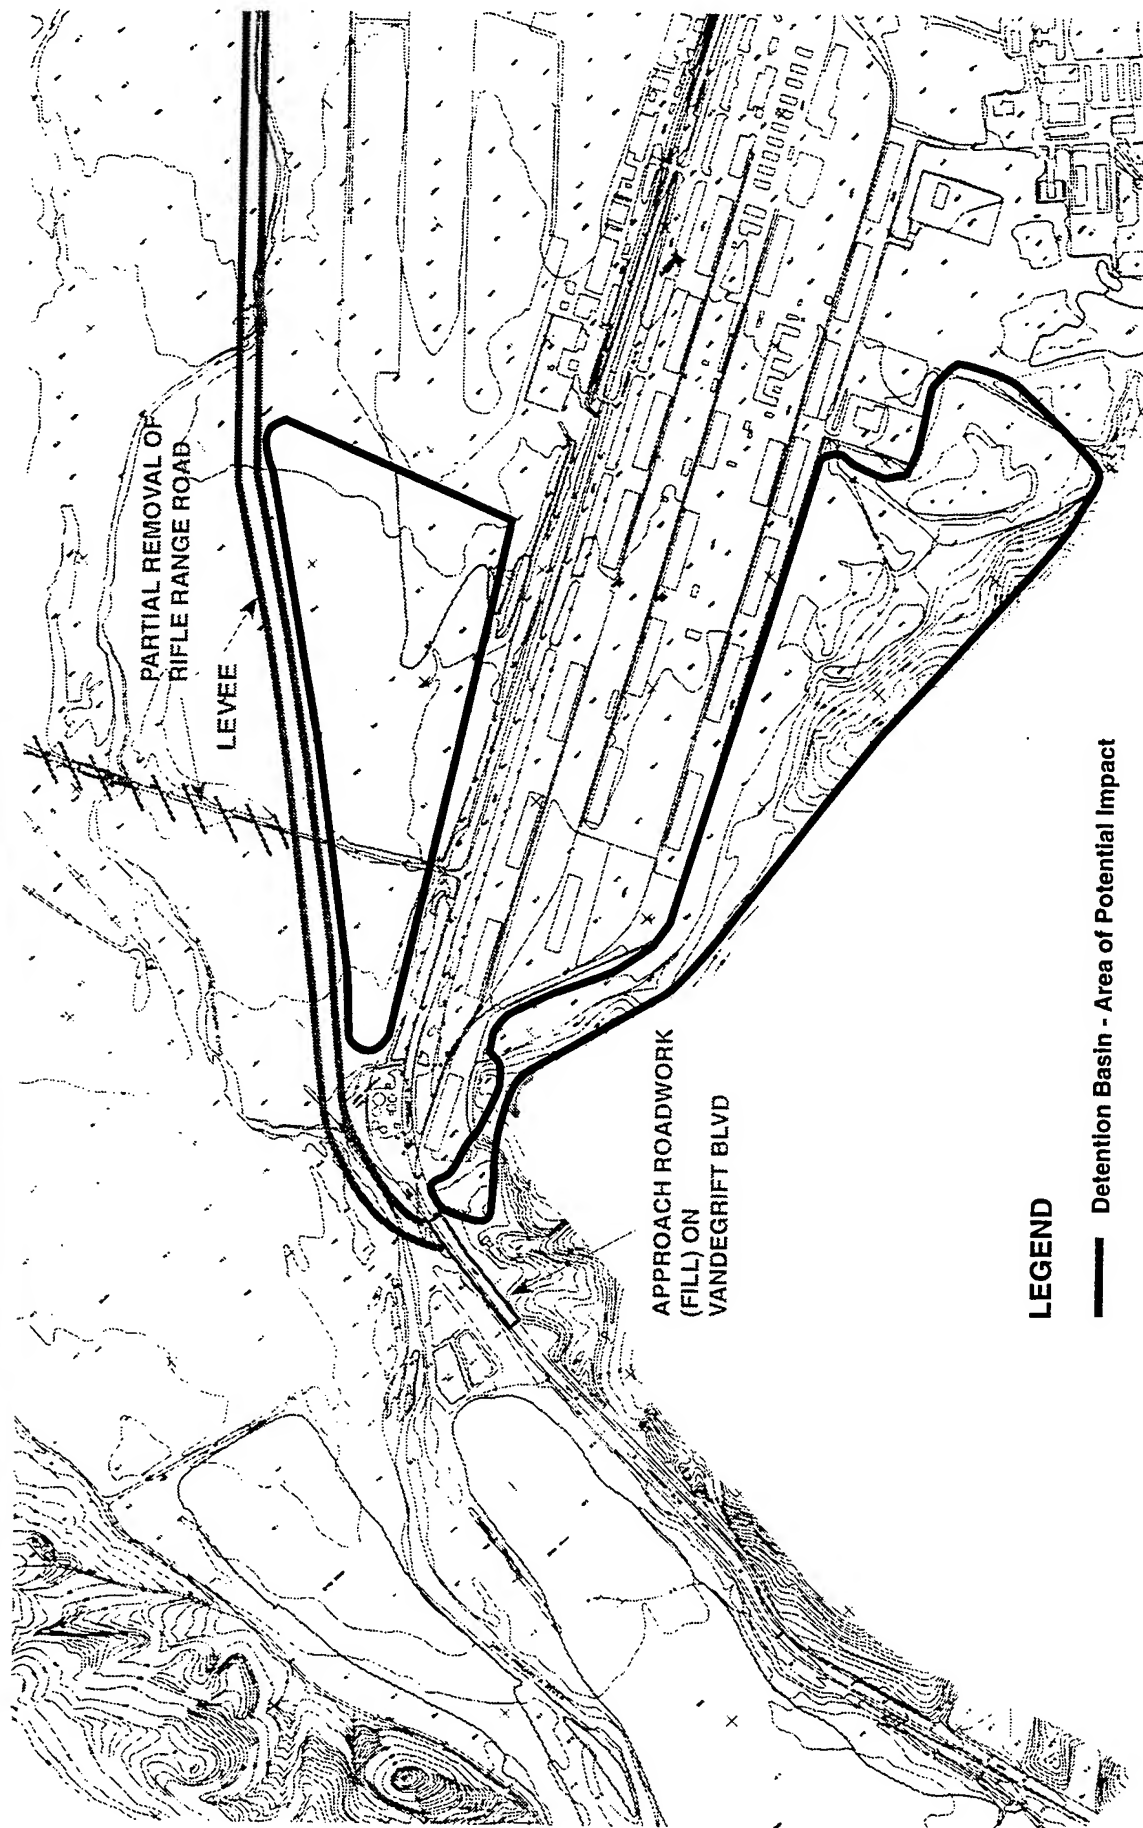 PARTIAL REMOVAL OF
RIFLE RANGE ROAD
LEVEE
APPROACH ROADWORK
(FILL) ON
VANDEGRIFT BLVD
LEGEND
Detention Basin - Area of Potential Impact